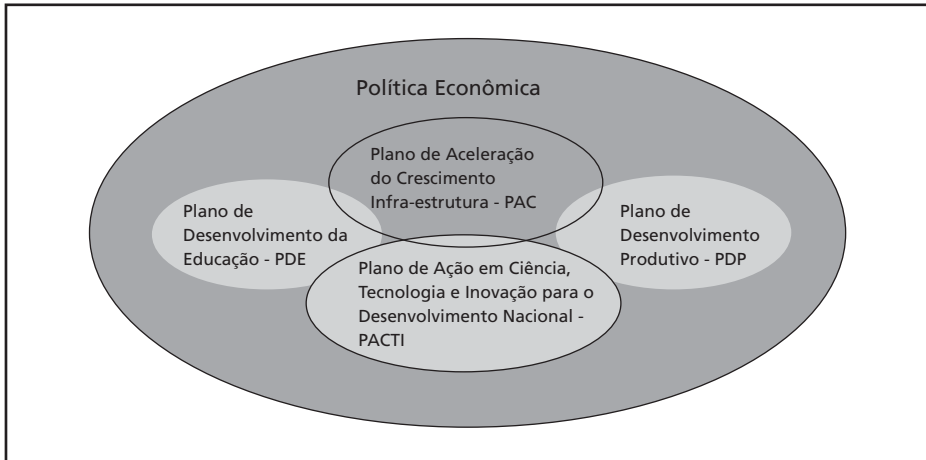 Política Econômica
Plano de Aceleração
do Crescimento
Infra-estrutura - PAC
Plano de
Desenvolvimento da
Educação - PDE
Plano de
Desenvolvimento
Produtivo - PDP
Plano de Ação em Ciência,
Tecnologia e Inovação para o
Desenvolvimento Nacional -
PACTI